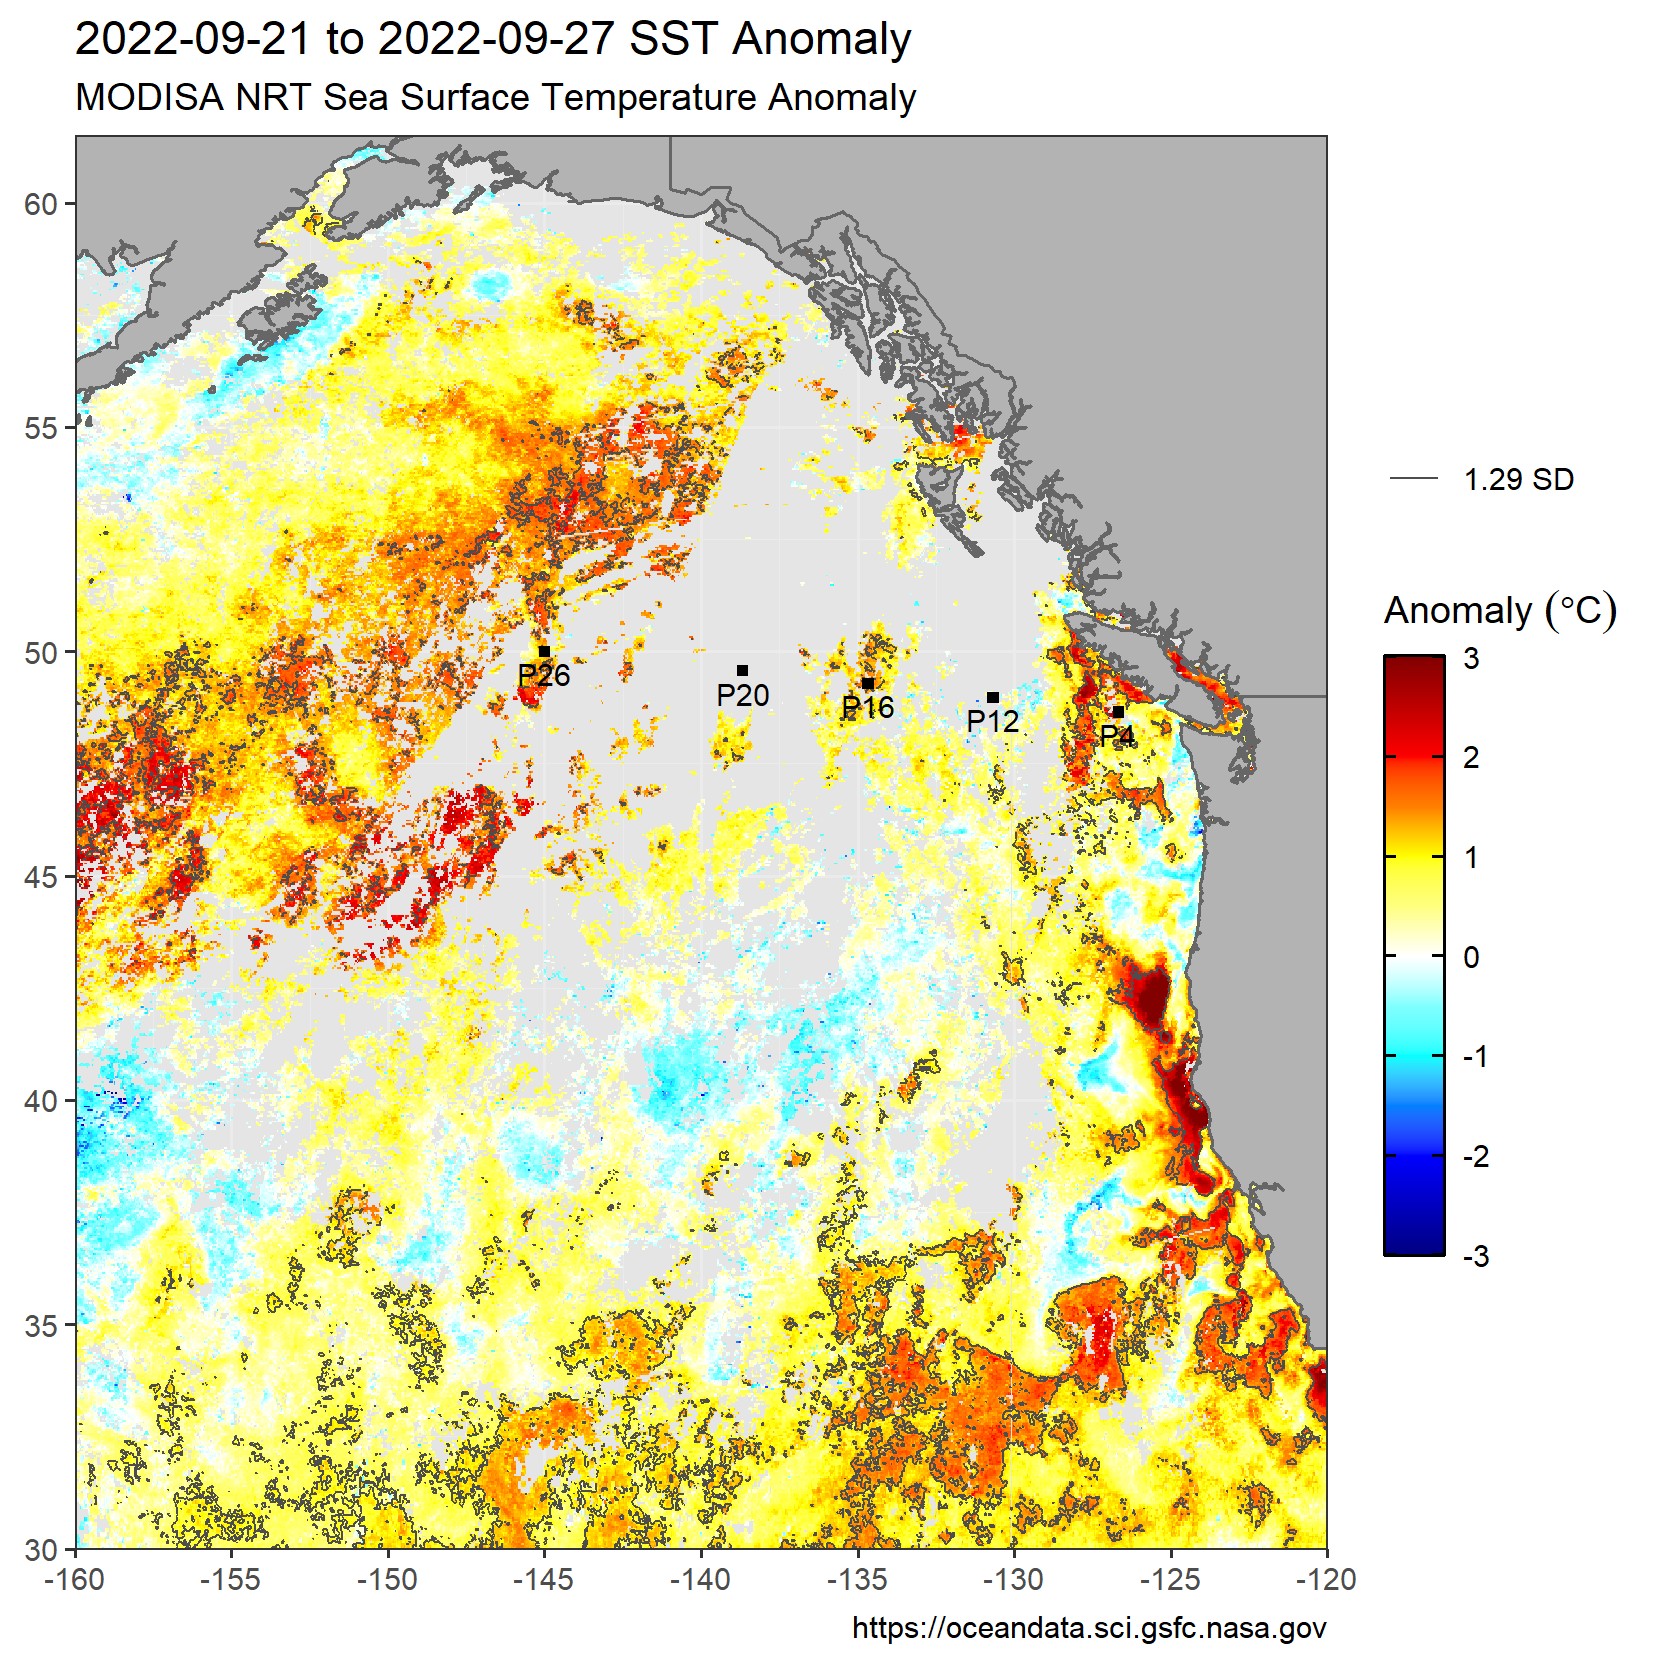 2022-09-21 to 2022-09-27 SST Anomaly
MODISA NRT Sea Surface Temperature Anomaly
60
55
50
45
40
35
30
-160
-155
-150
-145
-140
-135
-130
-125
-120
P26
P20
P16
P12
P4
1.29 SD
Anomaly (°C)
3
2
1
0
-1
-2
-3
https://oceandata.sci.gsfc.nasa.gov